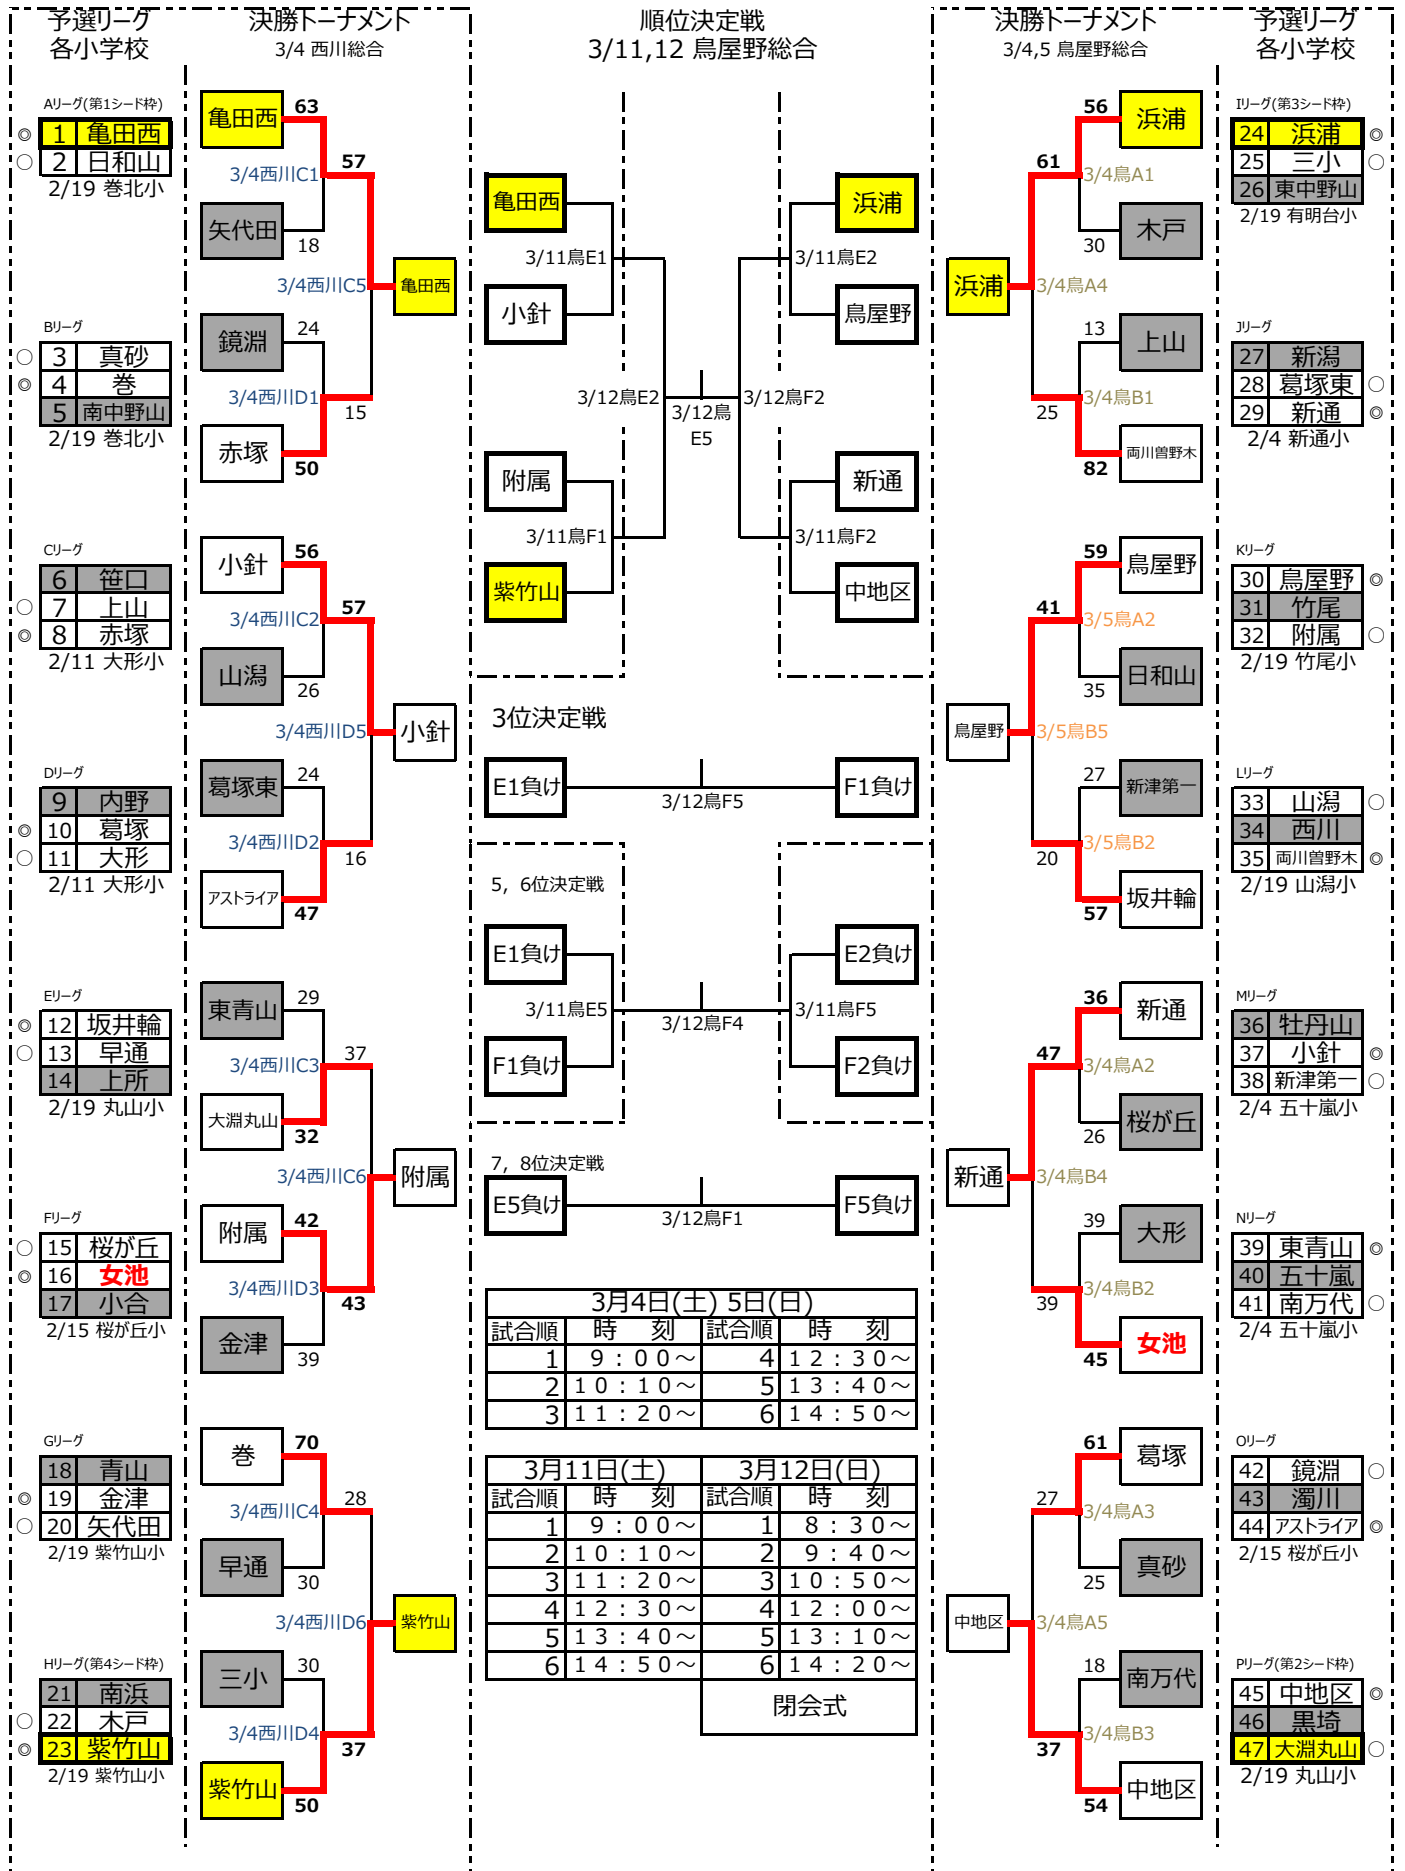 予選リーグ
各小学校
Aリーグ(第1シード枠)
◎ 1 亀田西
○ 2 日和山
2/19 巻北小
Bリーグ
○ 3 真砂
◎ 4 巻
5 南中野山
2/19 巻北小
Cリーグ
6 笹口
○ 7 上山
◎ 8 赤塚
2/11 大形小
Dリーグ
9 内野
◎ 10 葛塚
○ 11 大形
2/11 大形小
Eリーグ
◎ 12 坂井輪
○ 13 早通
14 上所
2/19 丸山小
Fリーグ
○ 15 桜が丘
◎ 16 女池
17 小合
2/15 桜が丘小
Gリーグ
18 青山
◎ 19 金津
○ 20 矢代田
2/19 紫竹山小
Hリーグ(第4シード枠)
21 南浜
○ 22 木戸
◎ 23 紫竹山
2/19 紫竹山小
決勝トーナメント
3/4 西川総合
亀田西 63
3/4西川C1 57
矢代田 18
3/4西川C5 亀田西
鏡淵 24
3/4西川D1 15
赤塚 50
小針 56
3/4西川C2 57
山潟 26
3/4西川D5 小針
葛塚東 24
3/4西川D2 16
アストライア 47
東青山 29
3/4西川C3 37
大淵丸山 32
3/4西川C6 附属
附属 42
3/4西川D3 43
金津 39
巻 70
3/4西川C4 28
早通 30
3/4西川D6 紫竹山
三小 30
3/4西川D4 37
紫竹山 50
順位決定戦
3/11,12 鳥屋野総合
亀田西 浜浦
3/11鳥E1 3/11鳥E2
小針 鳥屋野
3/12鳥E2 3/12鳥E5 3/12鳥F2
附属 新通
3/11鳥F1 3/11鳥F2
紫竹山 中地区
3位決定戦
E1負け 3/12鳥F5 F1負け
5，6位決定戦
E1負け E2負け
3/11鳥E5 3/12鳥F4 3/11鳥F5
F1負け F2負け
7，8位決定戦
E5負け 3/12鳥F1 F5負け
3月4日(土) 5日(日)
試合順 時　刻 試合順 時　刻
1 ９：００～ 4 １２：３０～
2 １０：１０～ 5 １３：４０～
3 １１：２０～ 6 １４：５０～
3月11日(土) 3月12日(日)
試合順 時　刻 試合順 時　刻
1 ９：００～ 1 ８：３０～
2 １０：１０～ 2 ９：４０～
3 １１：２０～ 3 １０：５０～
4 １２：３０～ 4 １２：００～
5 １３：４０～ 5 １３：１０～
6 １４：５０～ 6 １４：２０～
閉会式
決勝トーナメント
3/4,5 鳥屋野総合
56 浜浦
61 3/4鳥A1
30 木戸
浜浦 3/4鳥A4
13 上山
25 3/4鳥B1
82 両川曽野木
59 鳥屋野
41 3/5鳥A2
35 日和山
鳥屋野 3/5鳥B5
27 新津第一
20 3/5鳥B2
57 坂井輪
36 新通
47 3/4鳥A2
26 桜が丘
新通 3/4鳥B4
39 大形
39 3/4鳥B2
45 女池
61 葛塚
27 3/4鳥A3
25 真砂
中地区 3/4鳥A5
18 南万代
37 3/4鳥B3
54 中地区
予選リーグ
各小学校
Iリーグ(第3シード枠)
24 浜浦 ◎
25 三小 ○
26 東中野山
2/19 有明台小
Jリーグ
27 新潟
28 葛塚東 ○
29 新通 ◎
2/4 新通小
Kリーグ
30 鳥屋野 ◎
31 竹尾
32 附属 ○
2/19 竹尾小
Lリーグ
33 山潟 ○
34 西川
35 両川曽野木 ◎
2/19 山潟小
Mリーグ
36 牡丹山
37 小針 ◎
38 新津第一 ○
2/4 五十嵐小
Nリーグ
39 東青山 ◎
40 五十嵐
41 南万代 ○
2/4 五十嵐小
Oリーグ
42 鏡淵 ○
43 濁川
44 アストライア ◎
2/15 桜が丘小
Pリーグ(第2シード枠)
45 中地区 ◎
46 黒埼
47 大淵丸山 ○
2/19 丸山小